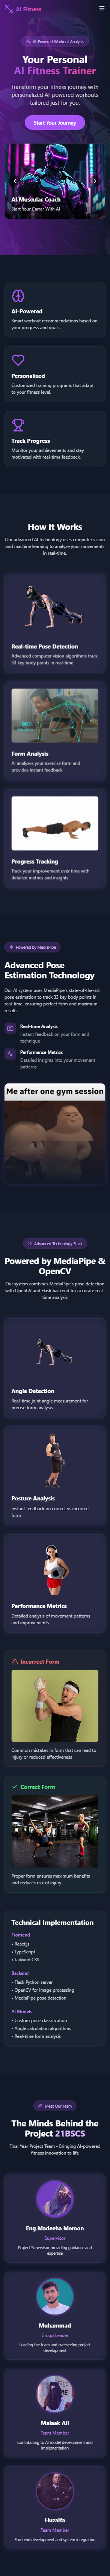 AI Fitness
AI-Powered Workout Analysis
Your Personal
AI Fitness Trainer
Transform your fitness journey with
personalized AI-powered workouts
tailored just for you.
Start Your Journey
AI Muscular Coach
Start Your Career With AI
AI-Powered
Smart workout recommendations based on
your progress and goals.
Personalized
Customized training programs that adapt
to your fitness level.
Track Progress
Monitor your achievements and stay
motivated with real-time feedback.
How It Works
Our advanced AI technology uses computer vision
and machine learning to analyze your movements
in real-time.
Real-time Pose Detection
Advanced computer vision algorithms track
33 key body points in real-time
Form Analysis
AI analyzes your exercise form and
provides instant feedback
Progress Tracking
Track your improvement over time with
detailed metrics and insights
Powered by MediaPipe
Advanced Pose
Estimation Technology
Our AI system uses MediaPipe's state-of-the-art
pose estimation to track 33 key body points in
real-time, ensuring perfect form and maximum
results.
Real-time Analysis
Instant feedback on your form and
technique
Performance Metrics
Detailed insights into your movement
patterns
Me after one gym session
Advanced Technology Stack
Powered by MediaPipe &
OpenCV
Our system combines MediaPipe's pose detection
with OpenCV and Flask backend for accurate real-
time analysis
Angle Detection
Real-time joint angle measurement for
precise form analysis
Posture Analysis
Instant feedback on correct vs incorrect
form
Performance Metrics
Detailed analysis of movement patterns
and improvements
Incorrect Form
Common mistakes in form that can lead to
injury or reduced effectiveness
Correct Form
Proper form ensures maximum benefits
and reduces risk of injury
Technical Implementation
Frontend
• React.js
• TypeScript
• Tailwind CSS
Backend
• Flask Python server
• OpenCV for image processing
• MediaPipe pose detection
AI Models
• Custom pose classification
• Angle calculation algorithms
• Real-time form analysis
Meet Our Team
The Minds Behind the
Project 21BSCS
Final Year Project Team - Bringing AI-powered
fitness innovation to life
Eng.Madeeha Memon
Supervisor
Project Supervisor providing guidance and
expertise
Muhammad
Group Leader
Leading the team and overseeing project
development
Malaak Ali
Team Member
Contributing to AI model development and
implementation
Huzaifa
Team Member
Frontend development and system integration